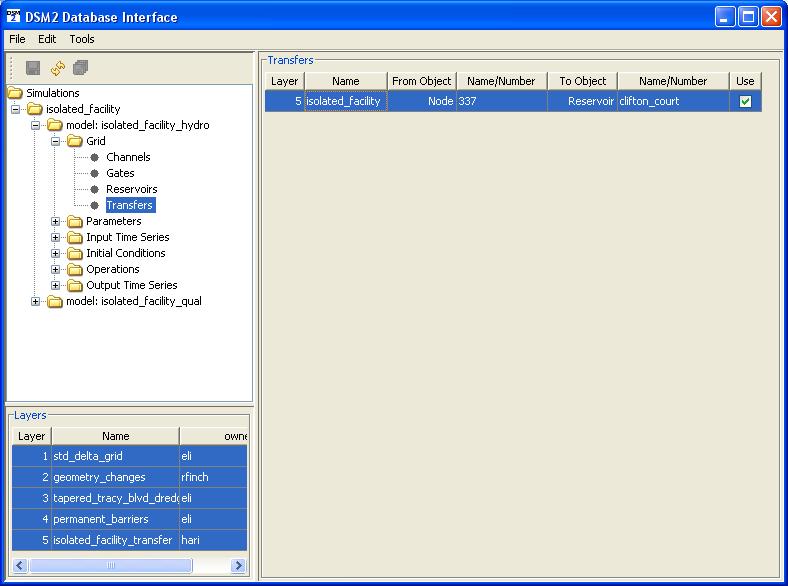 DSM2 Database Interface
File Edit Tools
Simulations
isolated_facility
model: isolated_facility_hydro
Grid
Channels
Gates
Reservoirs
Transfers
Parameters
Input Time Series
Initial Conditions
Operations
Output Time Series
model: isolated_facility_qual
Layers
Layer Name owne
1 std_delta_grid eli
2 geometry_changes rfinch
3 tapered_tracy_blvd_dredg eli
4 permanent_barriers eli
5 isolated_facility_transfer hari
Transfers
Layer Name From Object Name/Number To Object Name/Number Use
5 isolated_facility Node 337 Reservoir clifton_court